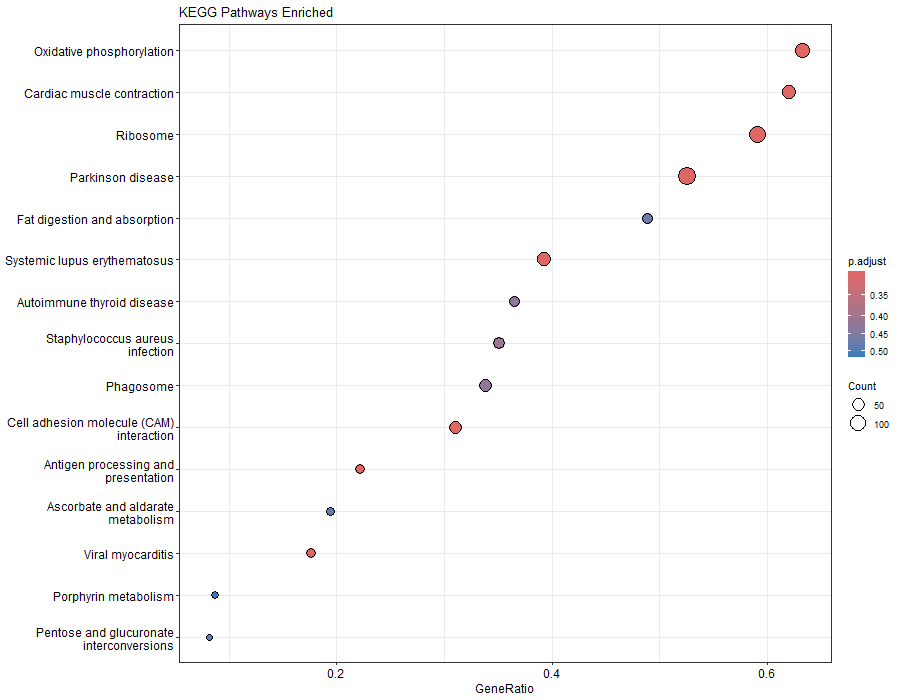 KEGG Pathways Enriched
Oxidative phosphorylation
Cardiac muscle contraction
Ribosome
Parkinson disease
Fat digestion and absorption
Systemic lupus erythematosus
Autoimmune thyroid disease
Staphylococcus aureus
infection
Phagosome
Cell adhesion molecule (CAM)
interaction
Antigen processing and
presentation
Ascorbate and aldarate
metabolism
Viral myocarditis
Porphyrin metabolism
Pentose and glucuronate
interconversions
0.2
0.4
0.6
GeneRatio
p.adjust
0.35
0.40
0.45
0.50
Count
50
100